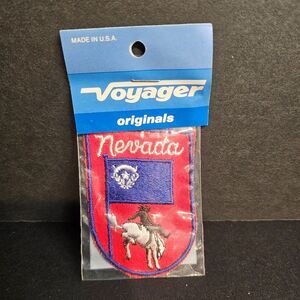 MADE IN U.S.A.
Voyager
originals
Nevada